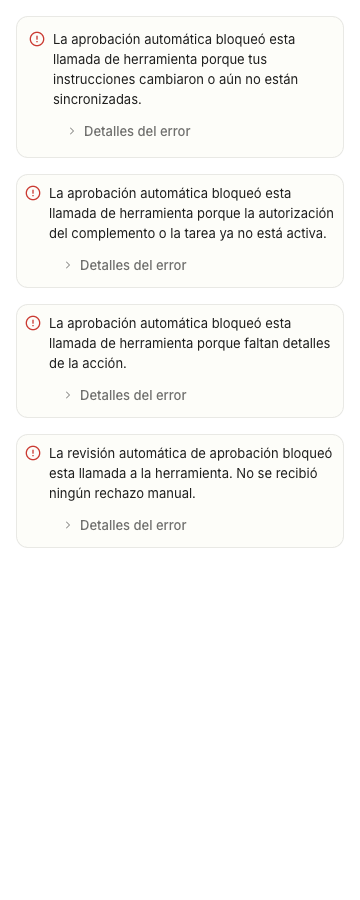 La aprobación automática bloqueó esta
llamada de herramienta porque tus
instrucciones cambiaron o aún no están
sincronizadas.
Detalles del error
La aprobación automática bloqueó esta
llamada de herramienta porque la autorización
del complemento o la tarea ya no está activa.
Detalles del error
La aprobación automática bloqueó esta
llamada de herramienta porque faltan detalles
de la acción.
Detalles del error
La revisión automática de aprobación bloqueó
esta llamada a la herramienta. No se recibió
ningún rechazo manual.
Detalles del error